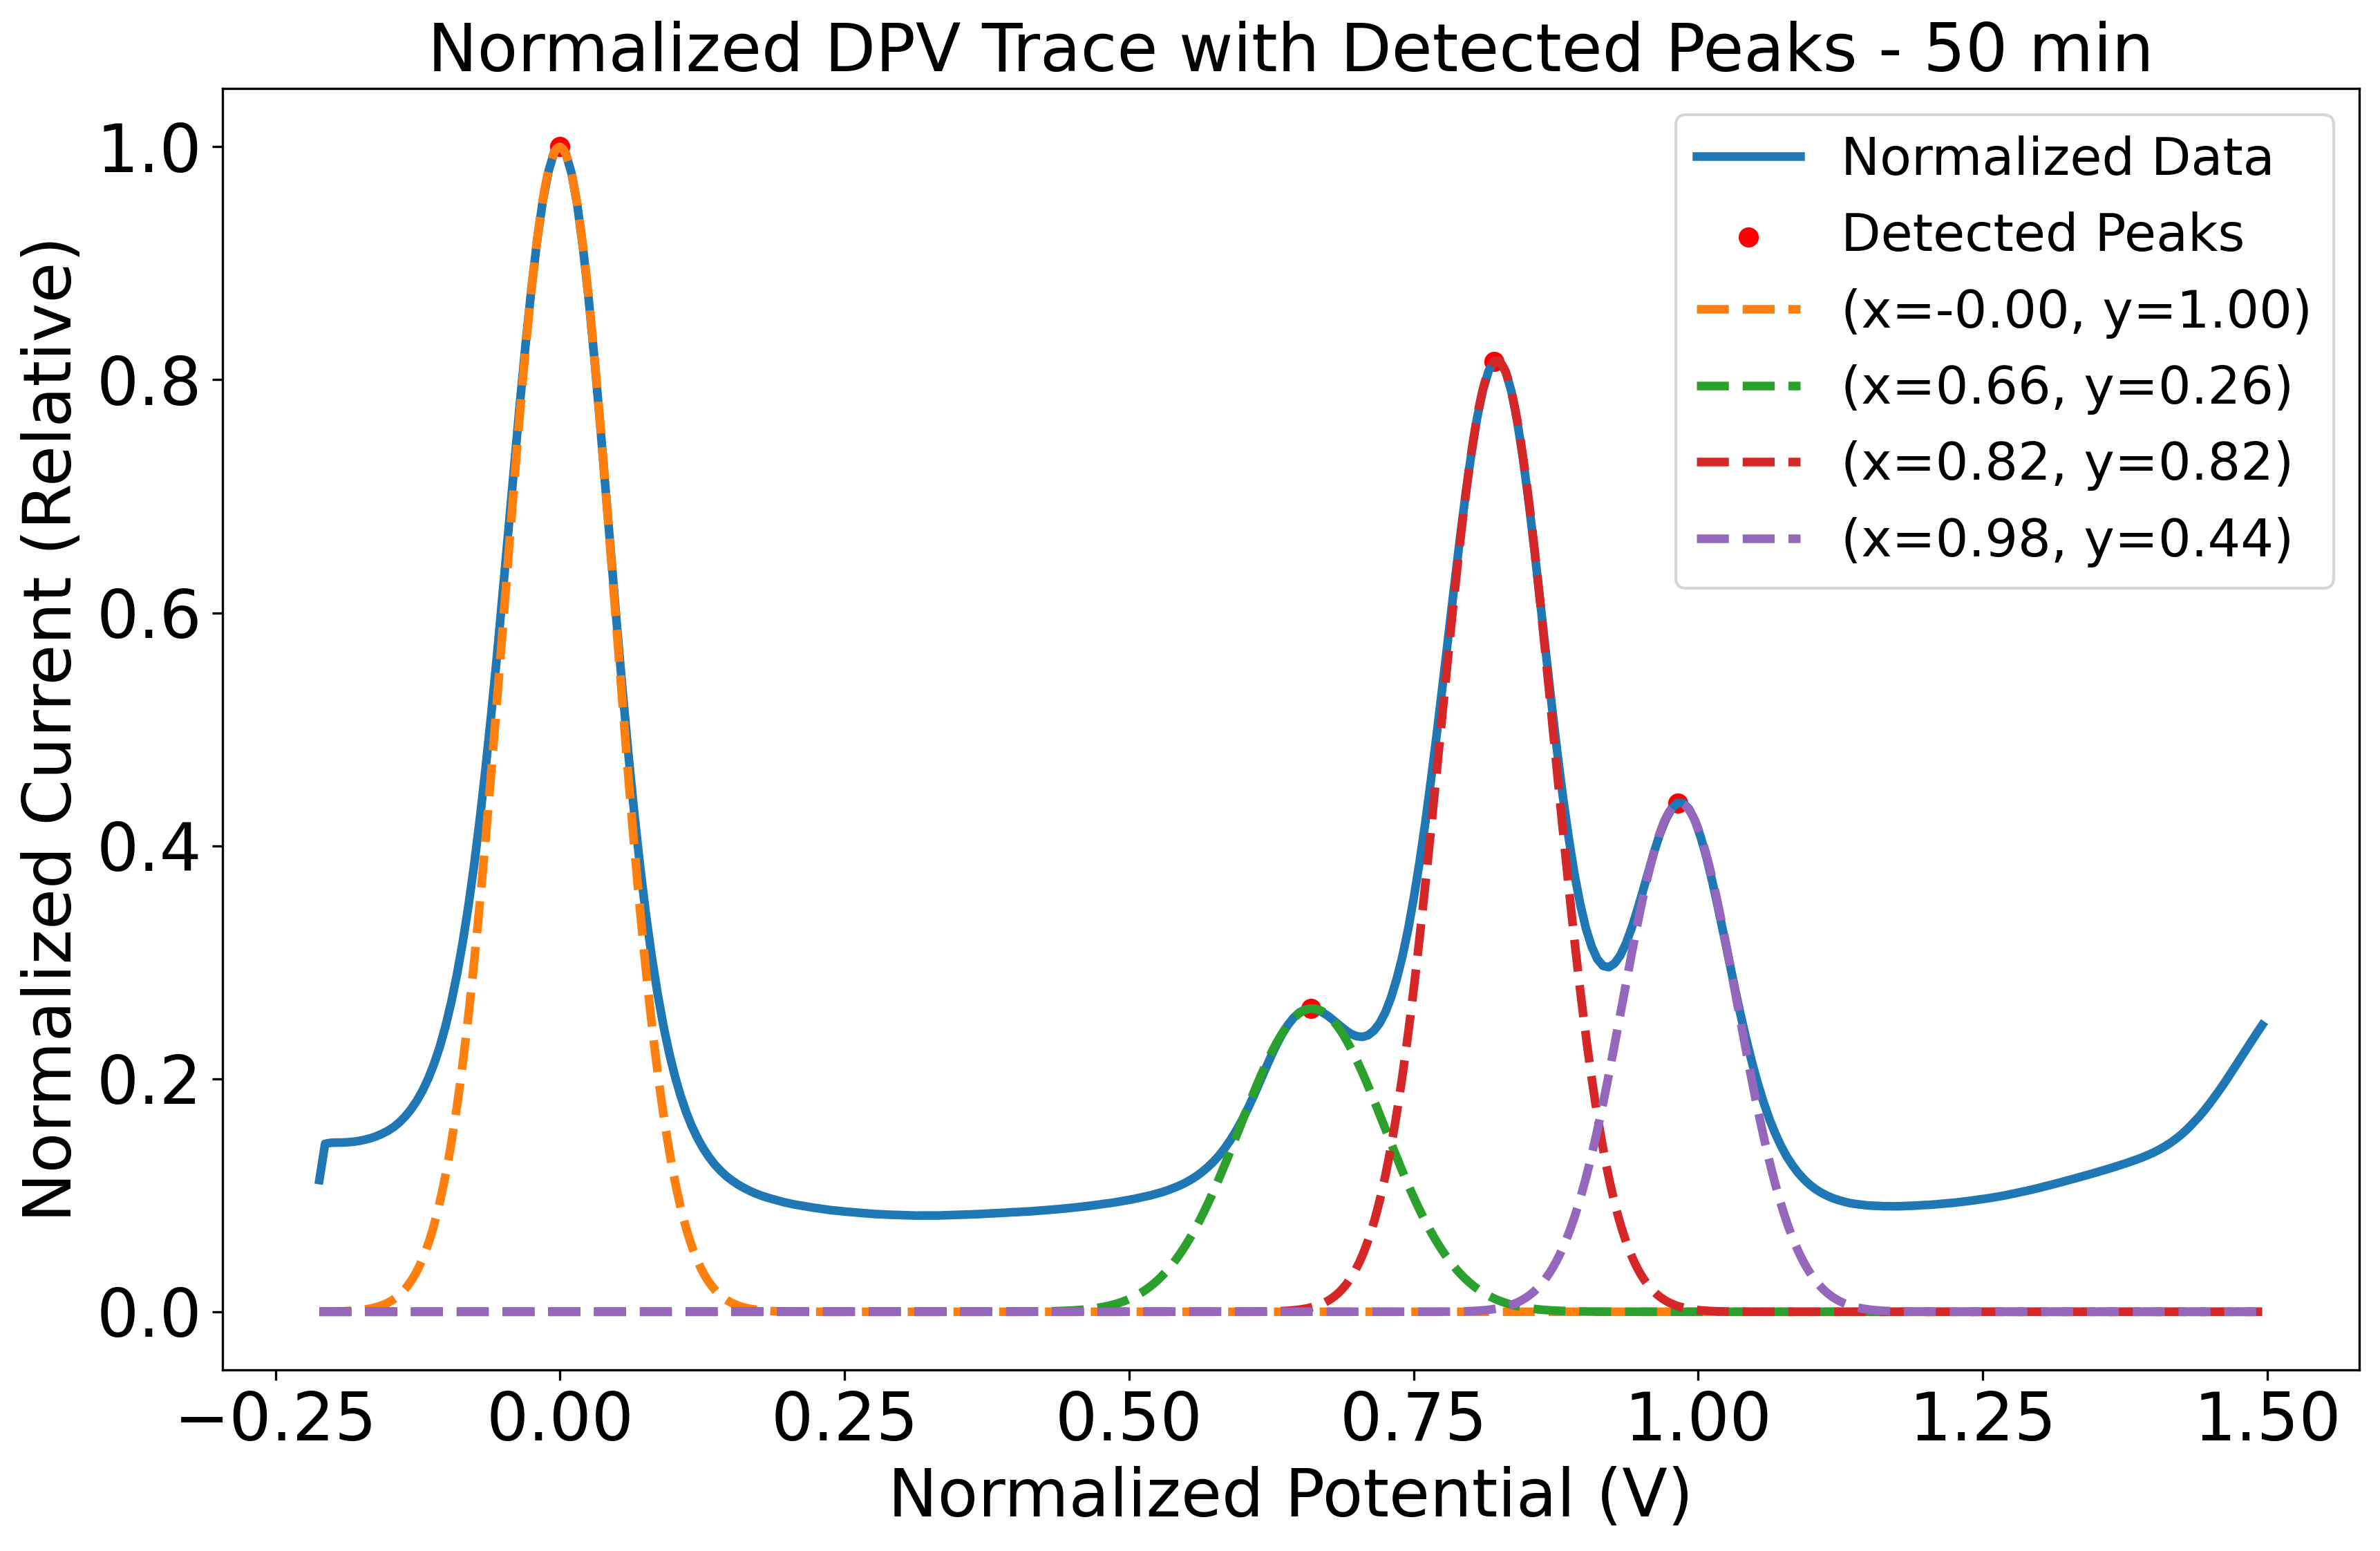 Normalized DPV Trace with Detected Peaks - 50 min
Normalized Current (Relative)
1.0
0.8
0.6
0.4
0.2
0.0
Normalized Data
Detected Peaks
(x=-0.00, y=1.00)
(x=0.66, y=0.26)
(x=0.82, y=0.82)
(x=0.98, y=0.44)
−0.25 0.00 0.25 0.50 0.75 1.00 1.25 1.50
Normalized Potential (V)